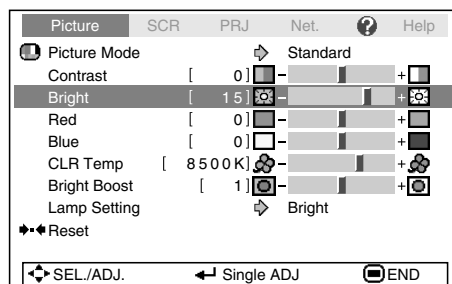 Picture SCR PRJ Net. ? Help
Picture Mode Standard
Contrast [ 0] - +
Bright [ 15] - +
Red [ 0] - +
Blue [ 0] - +
CLR Temp [ 8500K] - +
Bright Boost [ 1] - +
Lamp Setting Bright
Reset
SEL./ADJ. Single ADJ END